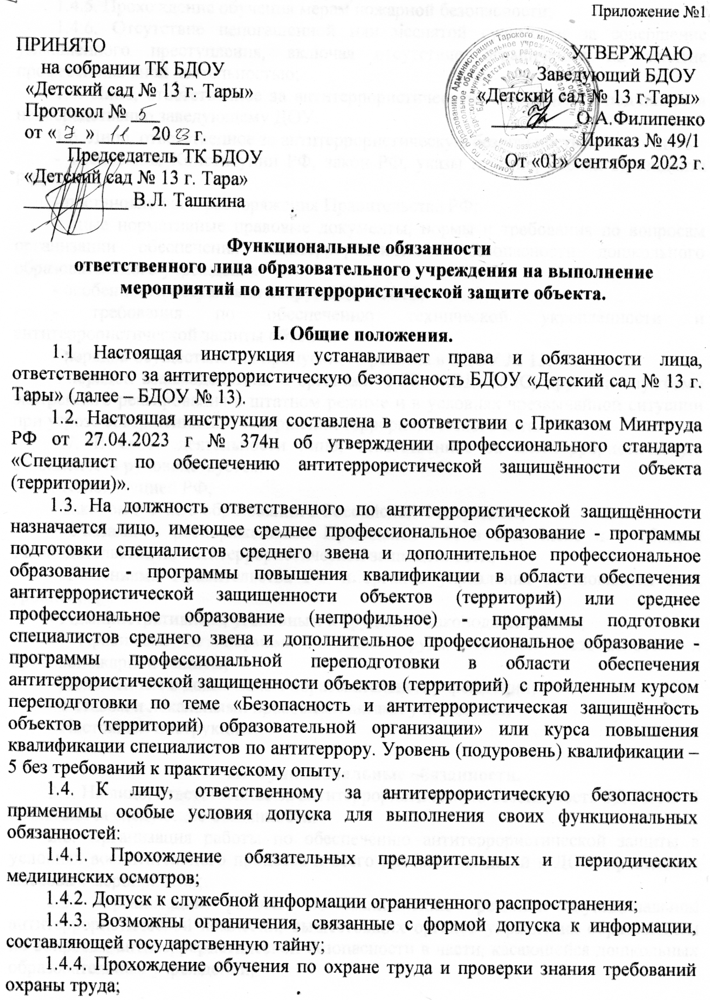 Приложение №1
ПРИНЯТО
на собрании ТК БДОУ
«Детский сад № 13 г. Тары»
Протокол № 5
от «7» 11 2023 г.
Председатель ТК БДОУ
«Детский сад № 13 г. Тара»
В.Л. Ташкина
УТВЕРЖДАЮ
Заведующий БДОУ
«Детский сад № 13 г.Тары»
О.А.Филипенко
Приказ № 49/1
От «01» сентября 2023 г.
Функциональные обязанности
ответственного лица образовательного учреждения на выполнение
мероприятий по антитеррористической защите объекта.
I. Общие положения.
1.1 Настоящая инструкция устанавливает права и обязанности лица,
ответственного за антитеррористическую безопасность БДОУ «Детский сад № 13 г.
Тары» (далее – БДОУ № 13).
1.2. Настоящая инструкция составлена в соответствии с Приказом Минтруда
РФ от 27.04.2023 г № 374н об утверждении профессионального стандарта
«Специалист по обеспечению антитеррористической защищённости объекта
(территории)».
1.3. На должность ответственного по антитеррористической защищённости
назначается лицо, имеющее среднее профессиональное образование - программы
подготовки специалистов среднего звена и дополнительное профессиональное
образование - программы повышения квалификации в области обеспечения
антитеррористической защищенности объектов (территорий) или среднее
профессиональное образование (непрофильное) - программы подготовки
специалистов среднего звена и дополнительное профессиональное образование -
программы профессиональной переподготовки в области обеспечения
антитеррористической защищенности объектов (территорий), с пройденным курсом
переподготовки по теме «Безопасность и антитеррористическая защищённость
объектов (территорий) образовательной организации» или курса повышения
квалификации специалистов по антитеррору. Уровень (подуровень) квалификации –
5 без требований к практическому опыту.
1.4. К лицу, ответственному за антитеррористическую безопасность
применимы особые условия допуска для выполнения своих функциональных
обязанностей:
1.4.1. Прохождение обязательных предварительных и периодических
медицинских осмотров;
1.4.2. Допуск к служебной информации ограниченного распространения;
1.4.3. Возможны ограничения, связанные с формой допуска к информации,
составляющей государственную тайну;
1.4.4. Прохождение обучения по охране труда и проверки знания требований
охраны труда;